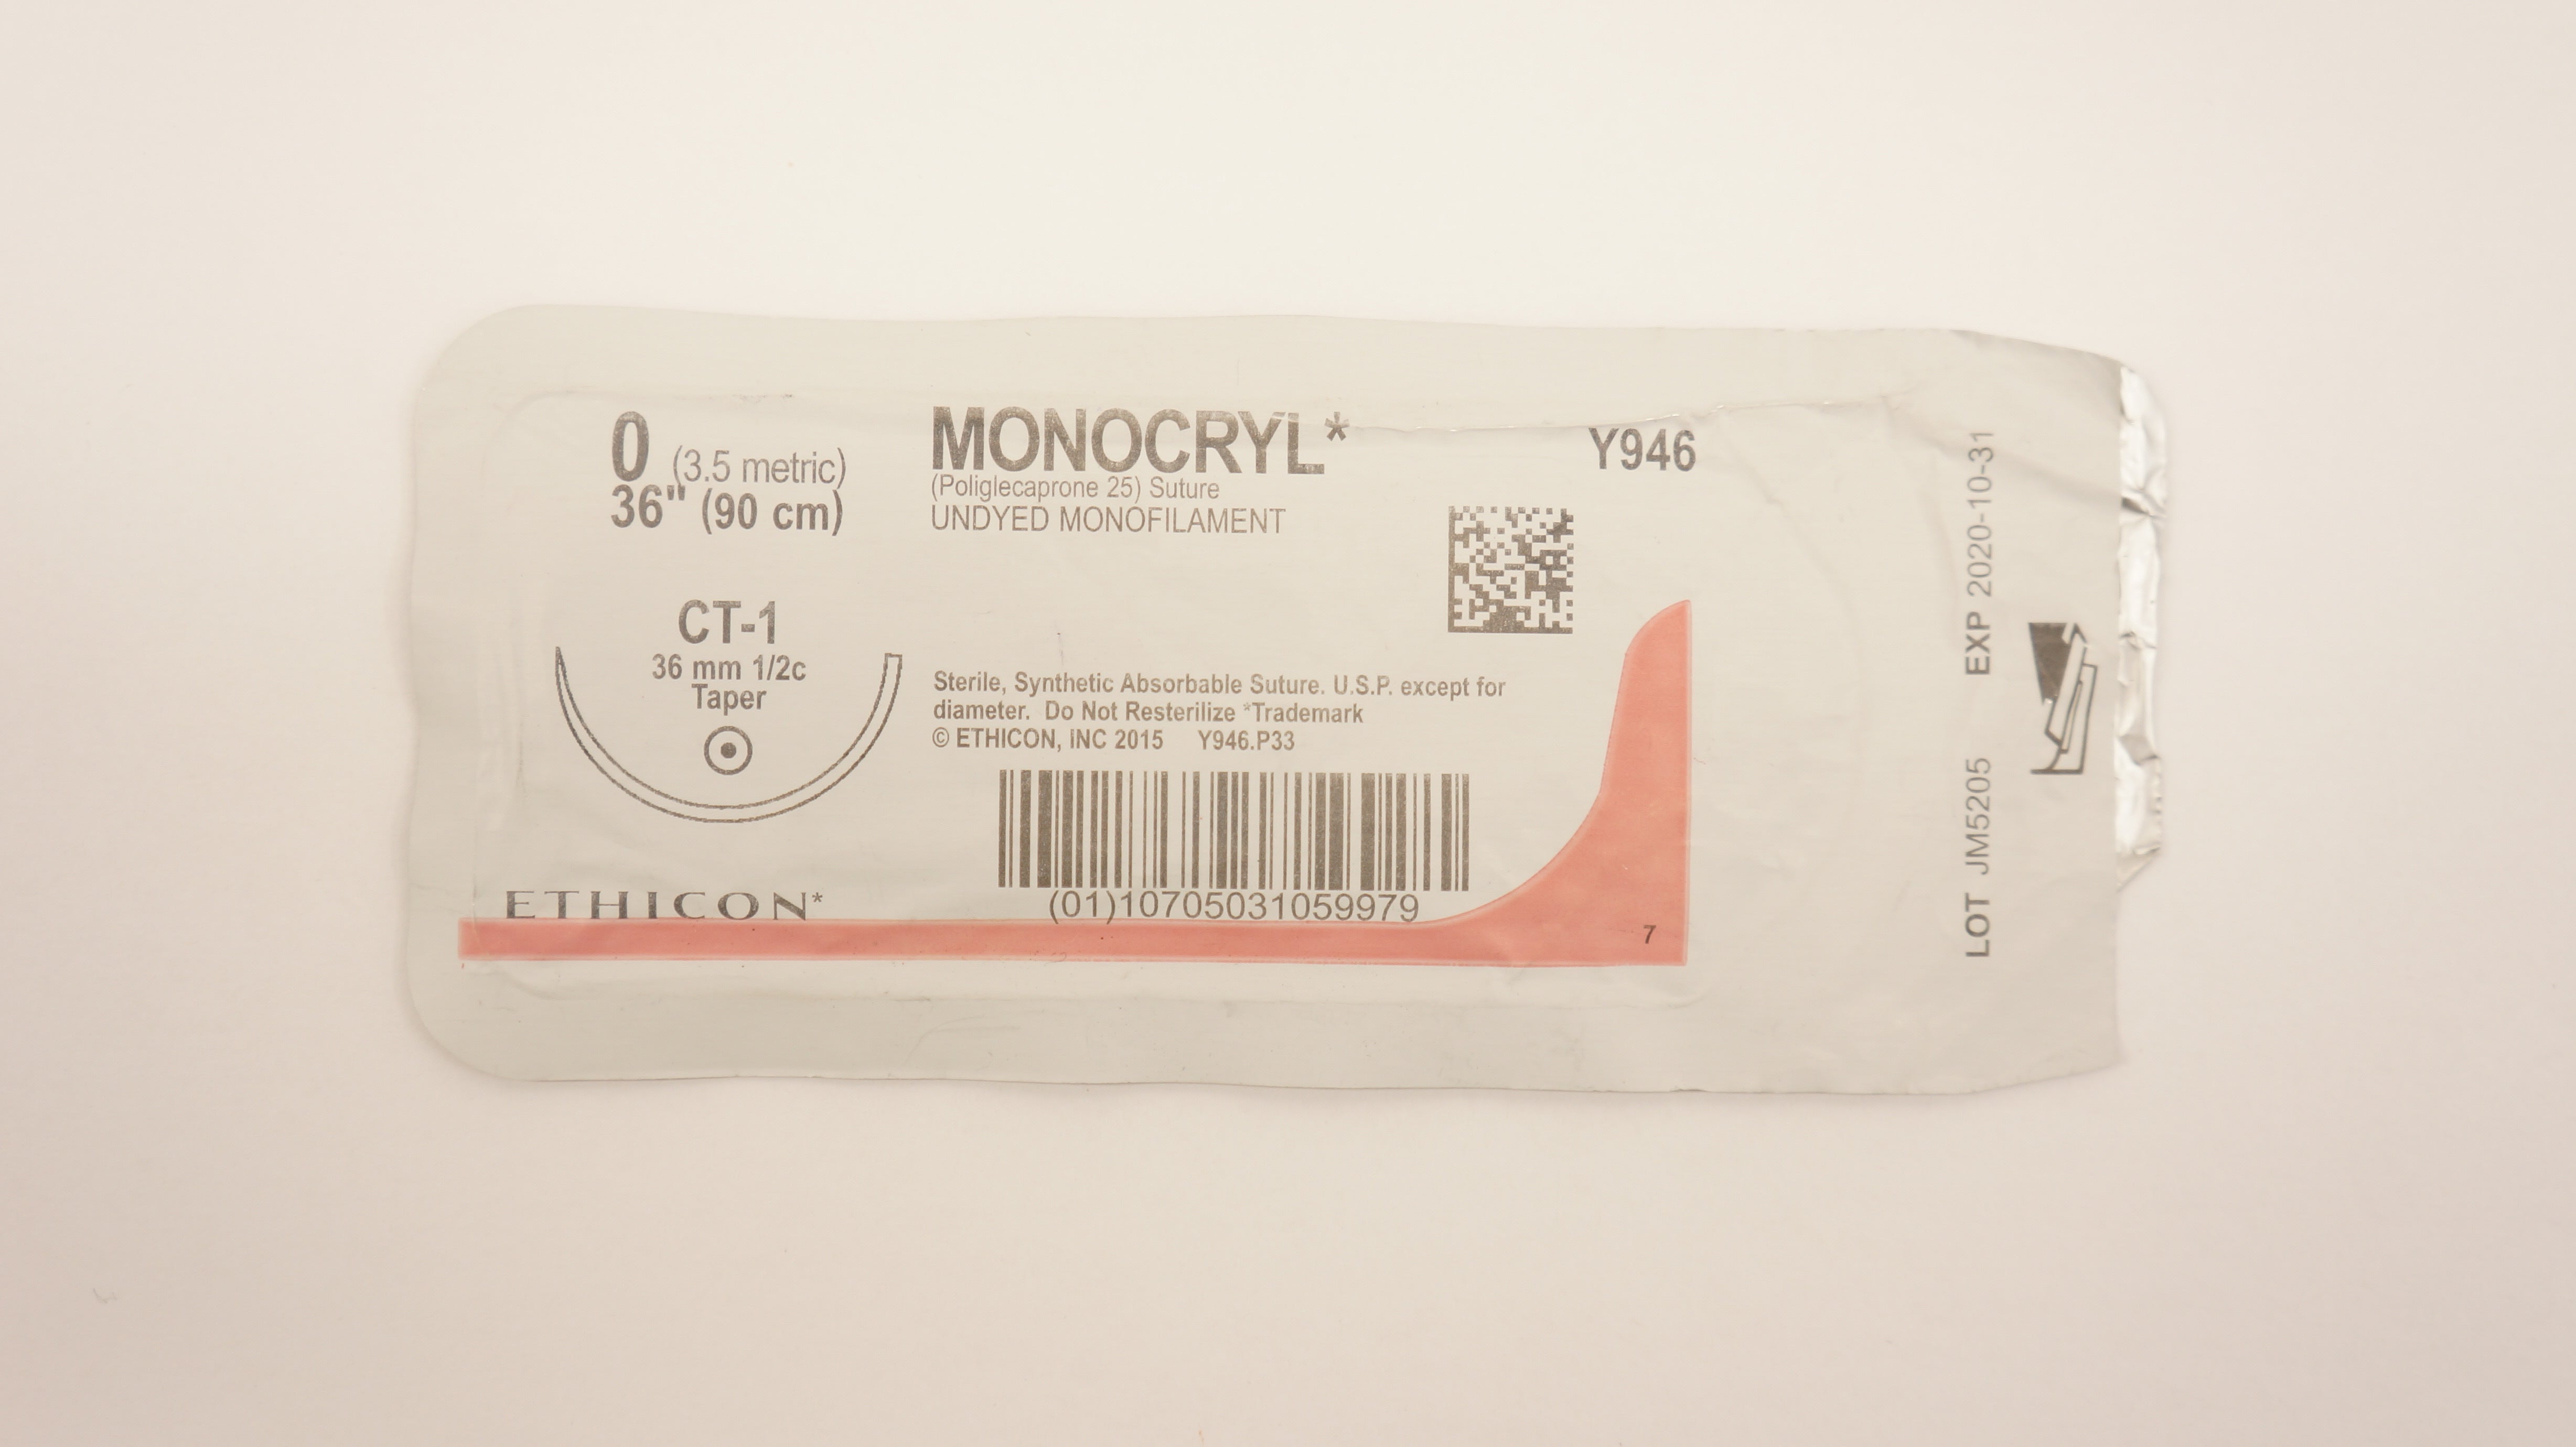 0 (3.5 metric)
36" (90 cm)
MONOCRYL*
(Poliglecaprone 25) Suture
UNDYED MONOFILAMENT
Y946
CT-1
36 mm 1/2c
Taper
Sterile, Synthetic Absorbable Suture. U.S.P. except for
diameter. Do Not Resterilize *Trademark
© ETHICON, INC 2015 Y946.P33
(01)10705031059979
ETHICON*
7
LOT JM5205 EXP 2020-10-31